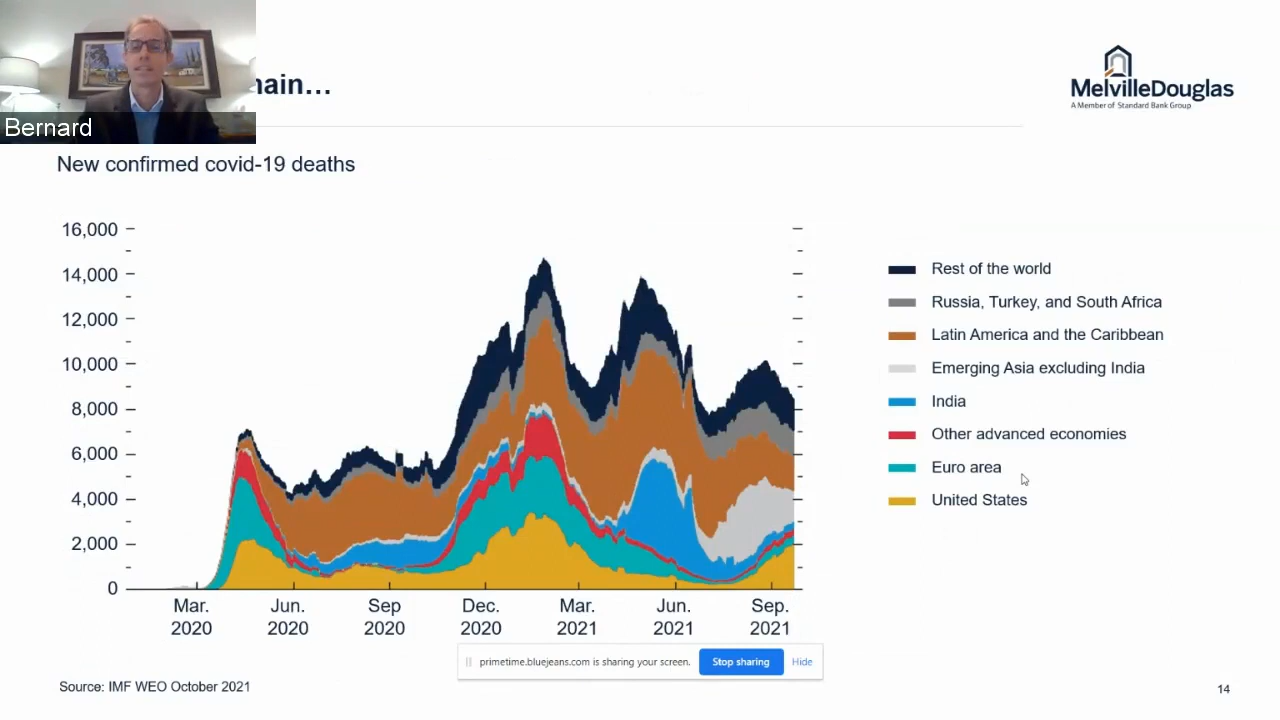 Bernard
hain…
MelvilleDouglas
A Member of Standard Bank Group
New confirmed covid-19 deaths
16,000
14,000
12,000
10,000
8,000
6,000
4,000
2,000
0
Mar. 2020
Jun. 2020
Sep 2020
Dec. 2020
Mar. 2021
Jun. 2021
Sep. 2021
Rest of the world
Russia, Turkey, and South Africa
Latin America and the Caribbean
Emerging Asia excluding India
India
Other advanced economies
Euro area
United States
primetime.bluejeans.com is sharing your screen. Stop sharing Hide
Source: IMF WEO October 2021
14